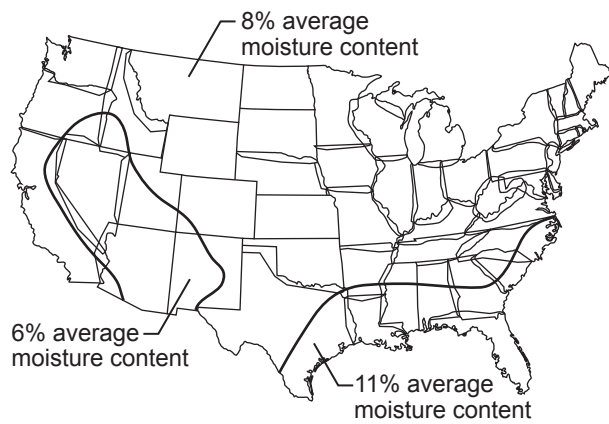 8% average
moisture content
6% average
moisture content
11% average
moisture content